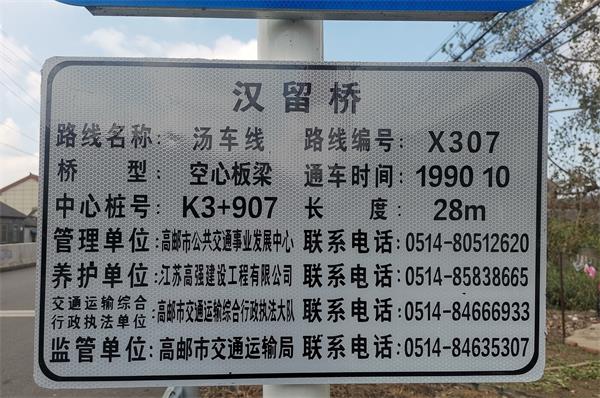 汉留桥
路线名称：汤车线 路线编号：X307
桥型：空心板梁 通车时间：1990 10
中心桩号：K3+907 长度：28m
管理单位：高邮市公共交通事业发展中心 联系电话：0514-80512620
养护单位：江苏高强建设工程有限公司 联系电话：0514-85838665
交通运输综合
行政执法单位：高邮市交通运输综合行政执法大队 联系电话：0514-84666933
监管单位：高邮市交通运输局 联系电话：0514-84635307